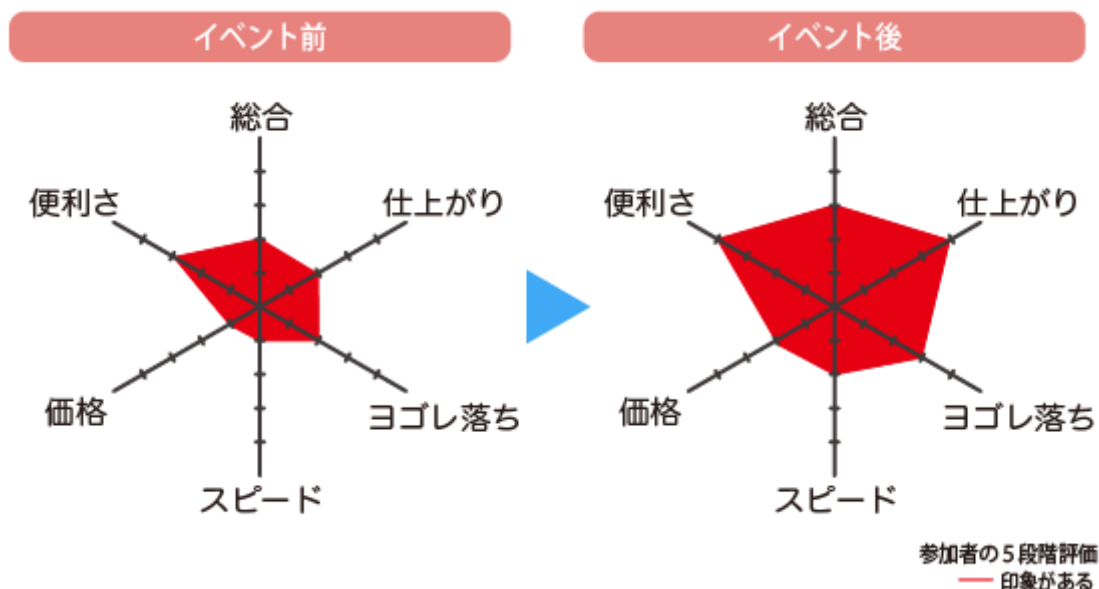 イベント前
イベント後
総合
仕上がり
ヨゴレ落ち
スピード
価格
便利さ
総合
仕上がり
ヨゴレ落ち
スピード
価格
便利さ
参加者の5段階評価
印象がある